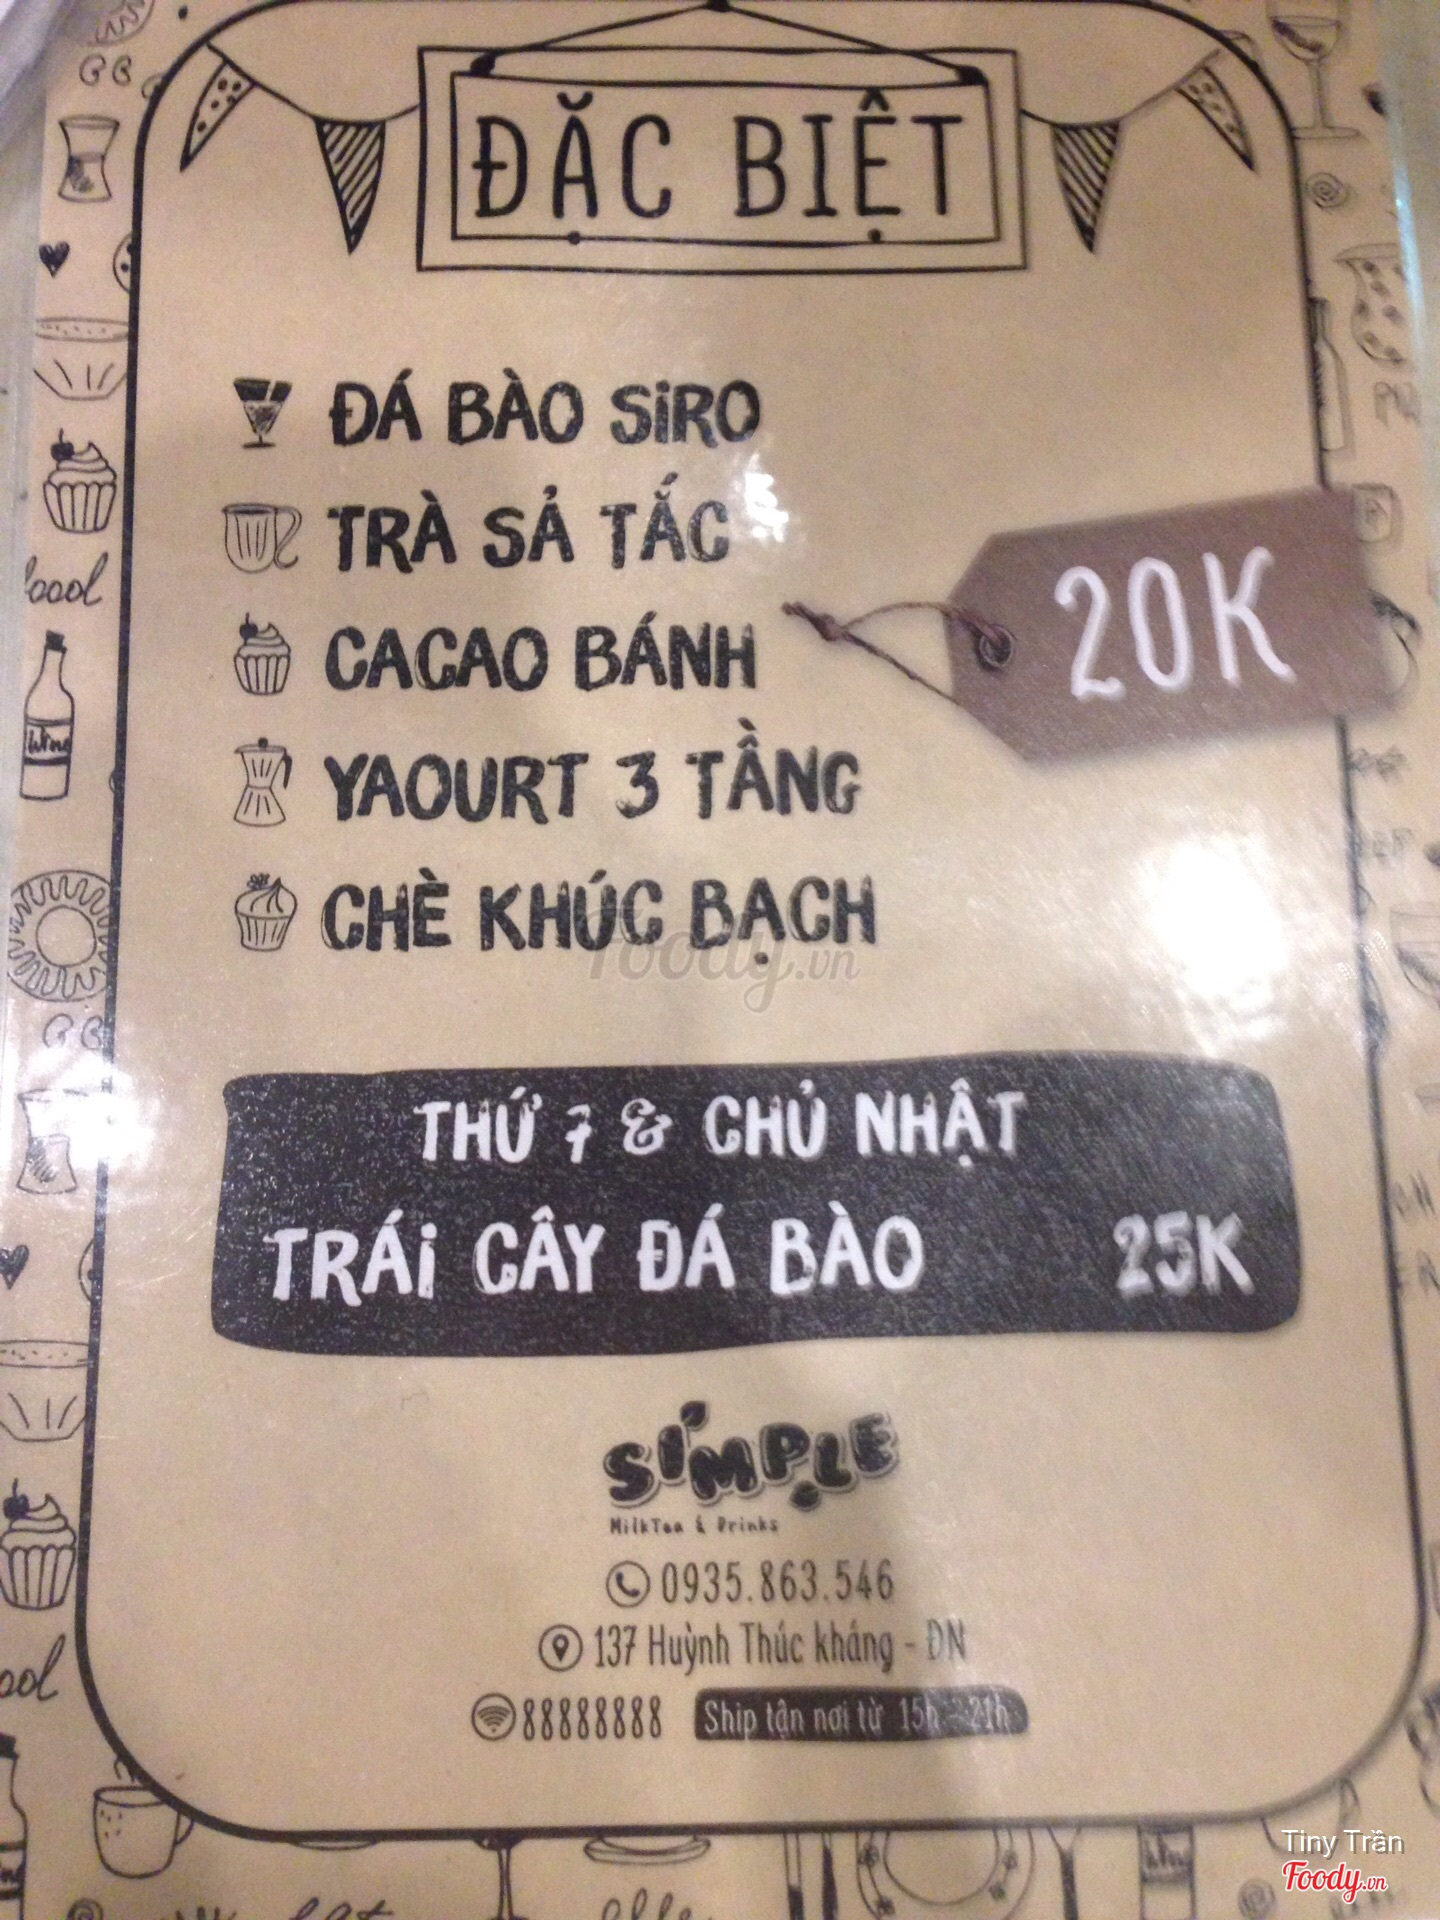 ĐẶC BIỆT
ĐÁ BÀO SiRO
TRÀ SẢ TẮC
CACAO BÁNH
20K
YAOURT 3 TẦNG
CHÈ KHÚC BẠCH
Foody.vn
THỨ 7 & CHỦ NHẬT
TRÁi CÂY ĐÁ BÀO 25K
SIMPLE
MilkTea & Drinks
0935.863.546
137 Huỳnh Thúc kháng - ĐN
88888888 Ship tận nơi từ 15h - 21h
Tiny Trần
Foody.vn